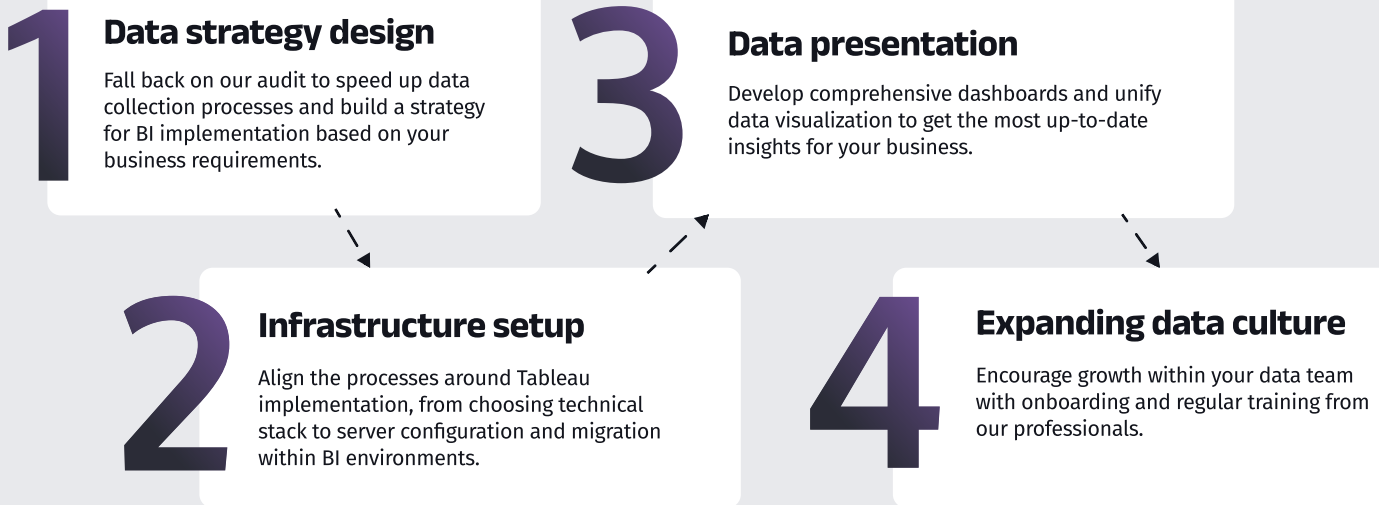 1
Data strategy design
Fall back on our audit to speed up data
collection processes and build a strategy
for BI implementation based on your
business requirements.
2
Infrastructure setup
Align the processes around Tableau
implementation, from choosing technical
stack to server configuration and migration
within BI environments.
3
Data presentation
Develop comprehensive dashboards and unify
data visualization to get the most up-to-date
insights for your business.
4
Expanding data culture
Encourage growth within your data team
with onboarding and regular training from
our professionals.